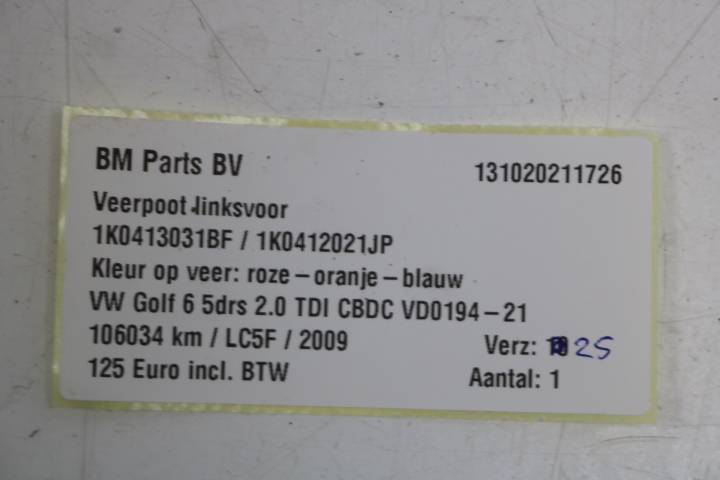 BM Parts BV 131020211726
Veerpoot linksvoor
1K0413031BF / 1K0412021JP
Kleur op veer: roze – oranje – blauw
VW Golf 6 5drs 2.0 TDI CBDC VD0194 – 21
106034 km / LC5F / 2009 Verz: 25
125 Euro incl. BTW Aantal: 1